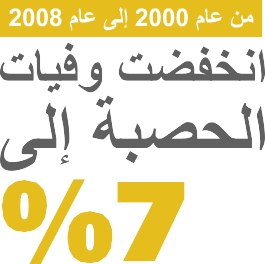 من عام 2000 إلى عام 2008
انخفضت وفيات
الحصبة إلى
%7